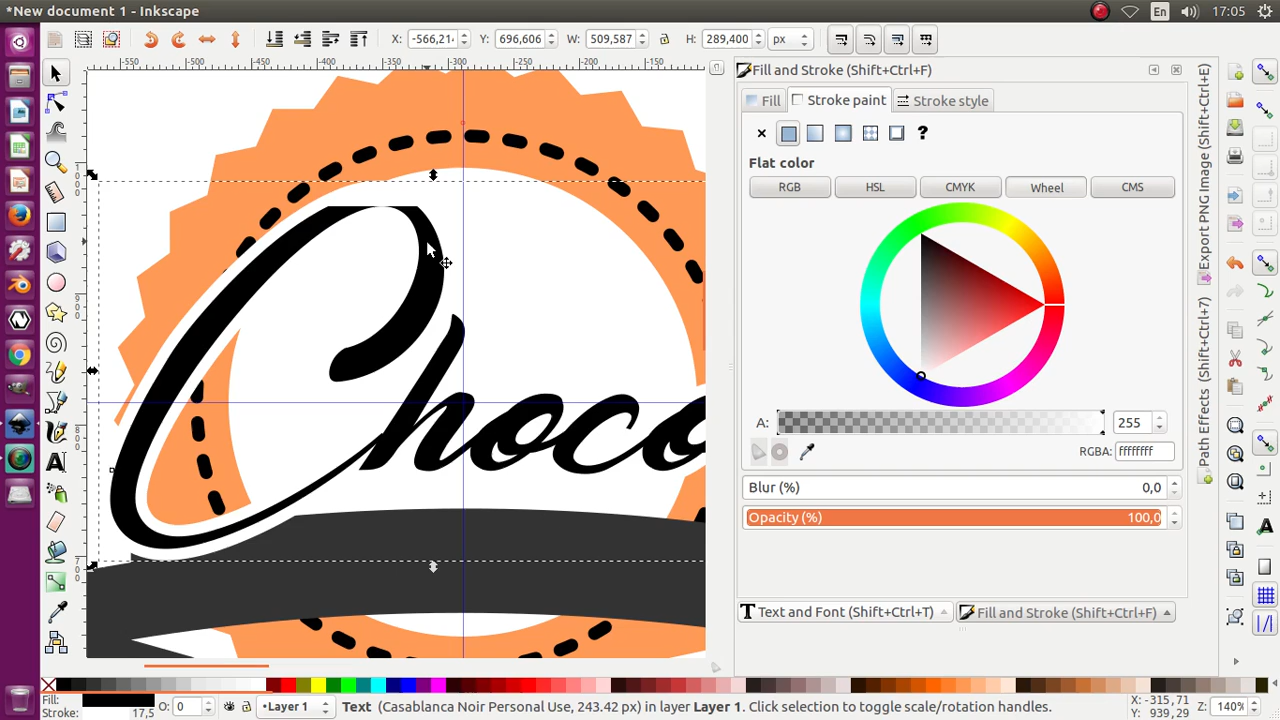 *New document 1 - Inkscape
En
17:05
X: -566,21
Y: 696,606
W: 509,587
H: 289,400
px
Fill and Stroke (Shift+Ctrl+F)
Fill
Stroke paint
Stroke style
?
Flat color
RGB
HSL
CMYK
Wheel
CMS
A:
255
RGBA: ffffffff
Blur (%)
0,0
Opacity (%)
100,0
Text and Font (Shift+Ctrl+T)
Fill and Stroke (Shift+Ctrl+F)
Export PNG Image (Shift+Ctrl+E)
Path Effects (Shift+Ctrl+7)
Choco
Fill:
Stroke:
17,5
O: 0
•Layer 1
Text (Casablanca Noir Personal Use, 243.42 px) in layer Layer 1. Click selection to toggle scale/rotation handles.
X: -315,71
Y: 939,29
Z: 140%